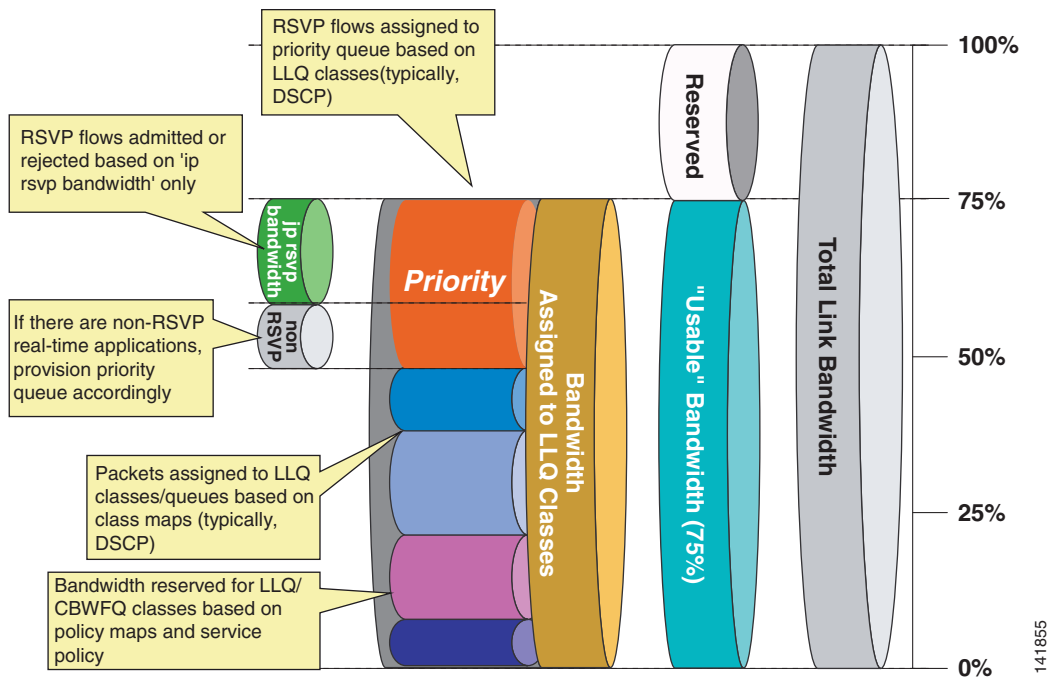 RSVP flows assigned to
priority queue based on
LLQ classes(typically,
DSCP)
RSVP flows admitted or
rejected based on 'ip
rsvp bandwidth' only
If there are non-RSVP
real-time applications,
provision priority
queue accordingly
Packets assigned to LLQ
classes/queues based on
class maps (typically,
DSCP)
Bandwidth reserved for LLQ/
CBWFQ classes based on
policy maps and service
policy
jp rsvp
bandwidth
non
RSVP
Priority
Bandwidth
Assigned to LLQ Classes
Reserved
"Usable" Bandwidth (75%)
Total Link Bandwidth
100%
75%
50%
25%
0%
141855